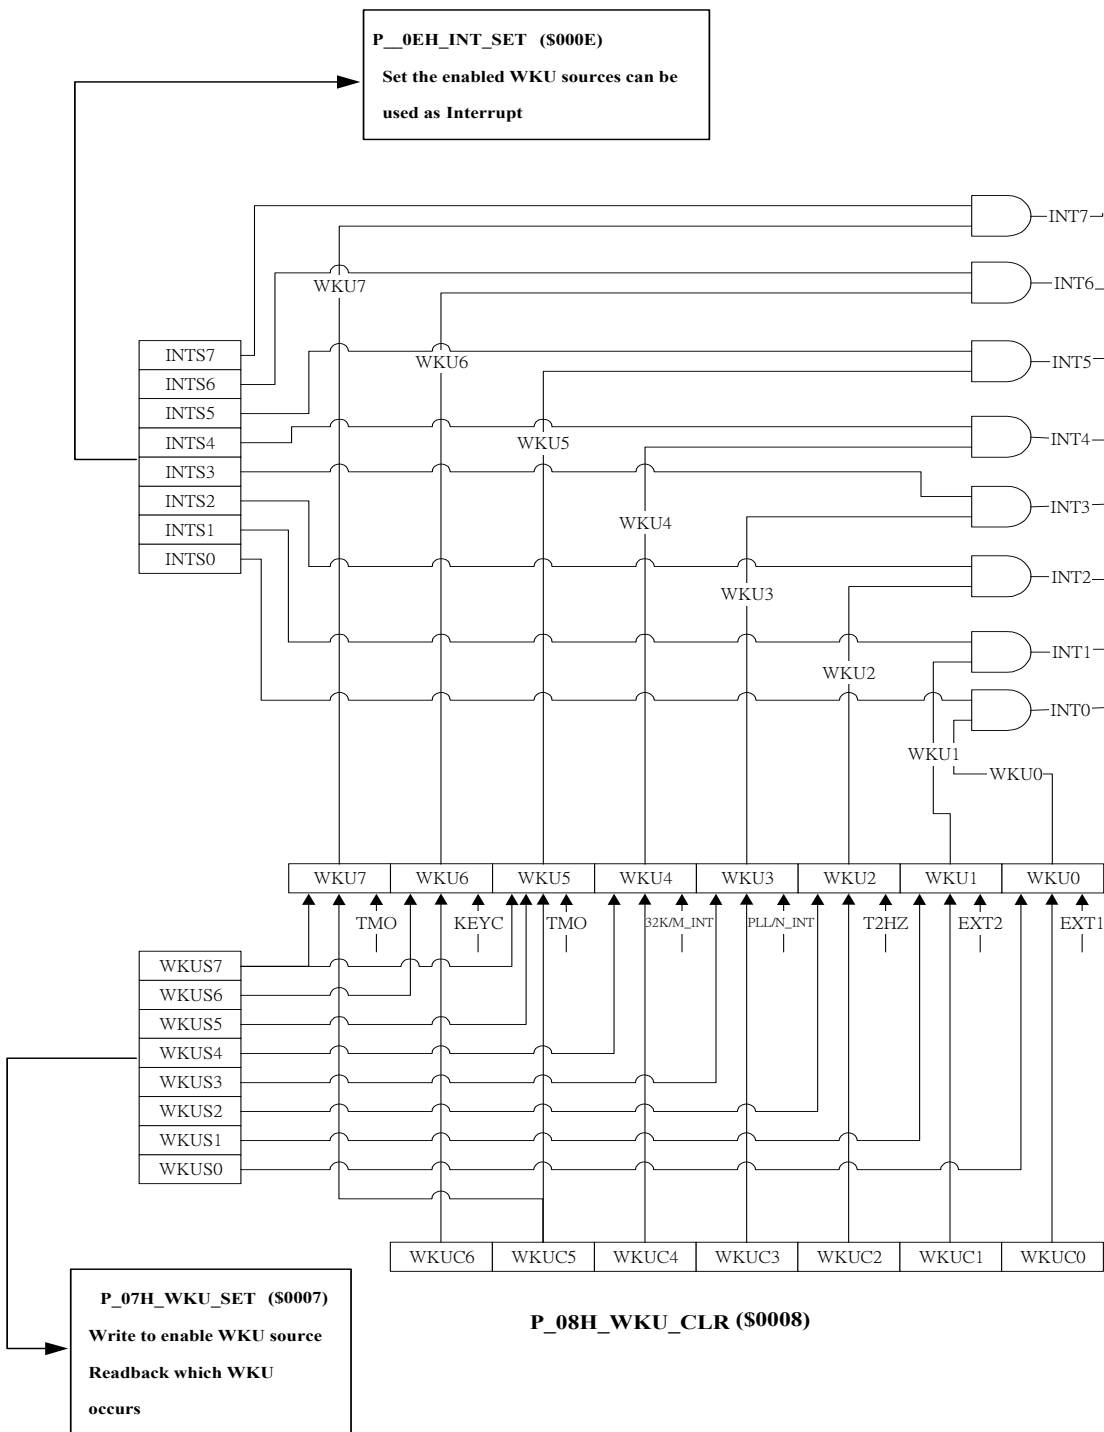 P__0EH_INT_SET ($000E)
Set the enabled WKU sources can be
used as Interrupt
INT7
WKU7
INT6
INTS7
WKU6
INT5
INTS6
INTS5
INTS4
WKU5
INT4
INTS3
INTS2
WKU4
INT3
INTS1
INTS0
WKU3
INT2
WKU2
INT1
INT0
WKU1
WKU0
WKU7 WKU6 WKU5 WKU4 WKU3 WKU2 WKU1 WKU0
TMO KEYC TMO 32K/M_INT PLL/N_INT T2HZ EXT2 EXT1
WKUS7
WKUS6
WKUS5
WKUS4
WKUS3
WKUS2
WKUS1
WKUS0
WKUC6 WKUC5 WKUC4 WKUC3 WKUC2 WKUC1 WKUC0
P_07H_WKU_SET ($0007)
Write to enable WKU source
Readback which WKU
occurs
P_08H_WKU_CLR ($0008)